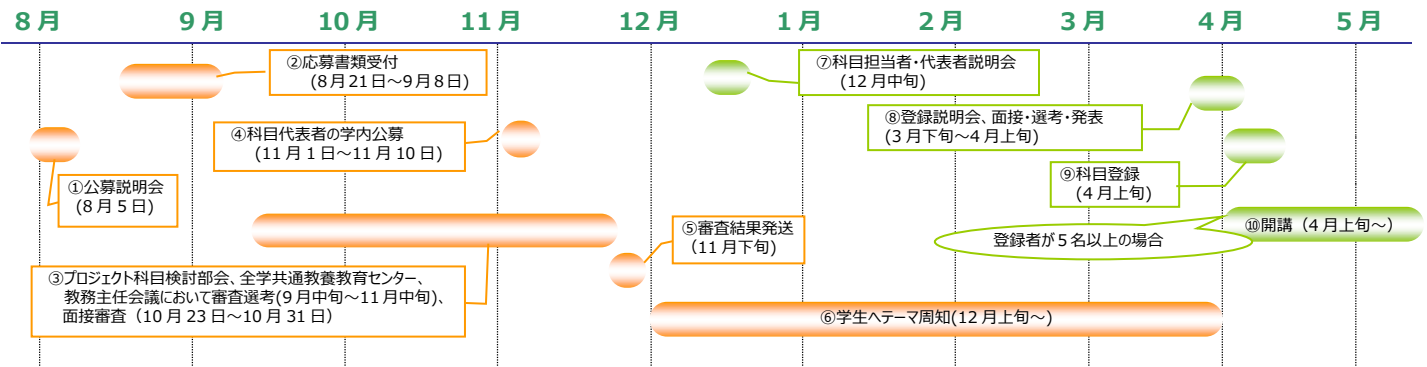 8月 9月 10月 11月 12月 1月 2月 3月 4月 5月
②応募書類受付
(8月21日～9月8日)
⑦科目担当者・代表者説明会
(12月中旬)
④科目代表者の学内公募
(11月1日～11月10日)
⑧登録説明会、面接・選考・発表
(3月下旬～4月上旬)
①公募説明会
(8月5日)
⑨科目登録
(4月上旬)
⑤審査結果発送
(11月下旬)
登録者が5名以上の場合
⑩開講（4月上旬～）
③プロジェクト科目検討部会、全学共通教養教育センター、
教務主任会議において審査選考(9月中旬～11月中旬)、
面接審査（10月23日～10月31日）
⑥学生へテーマ周知(12月上旬～)